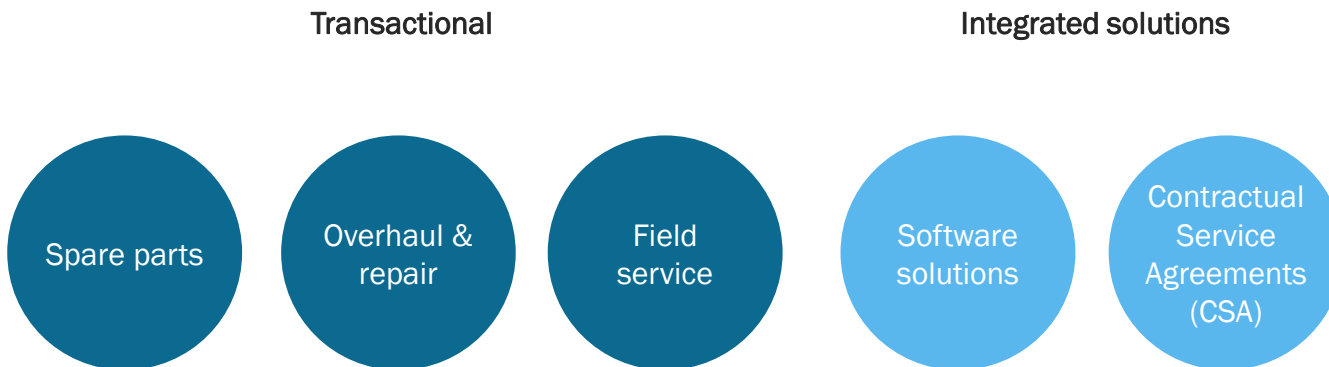 Transactional
Integrated solutions
Spare parts
Overhaul &
repair
Field
service
Software
solutions
Contractual
Service
Agreements
(CSA)